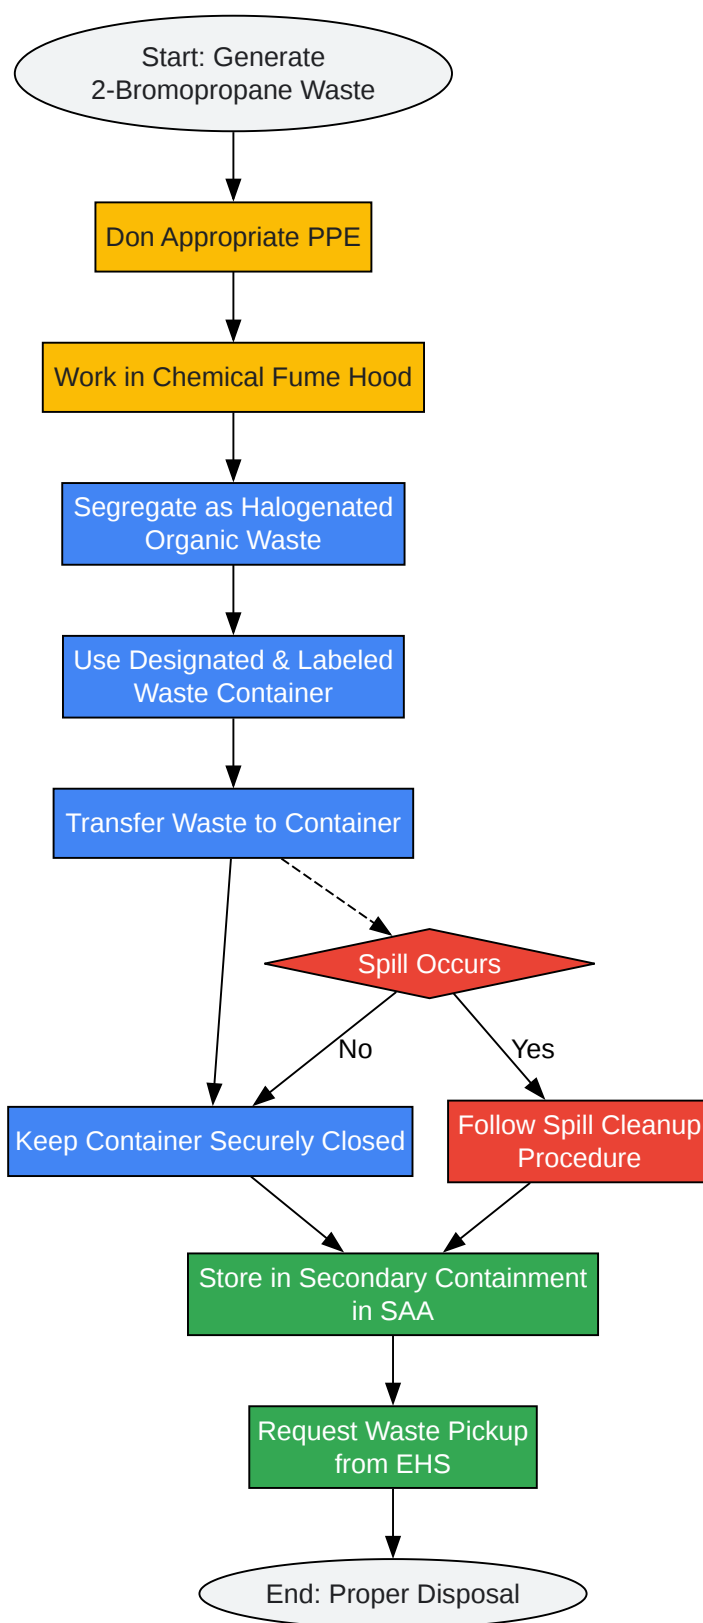 Start: Generate
2-Bromopropane Waste
Don Appropriate PPE
Work in Chemical Fume Hood
Segregate as Halogenated
Organic Waste
Use Designated & Labeled
Waste Container
Transfer Waste to Container
Spill Occurs
No
Yes
Keep Container Securely Closed
Follow Spill Cleanup
Procedure
Store in Secondary Containment
in SAA
Request Waste Pickup
from EHS
End: Proper Disposal